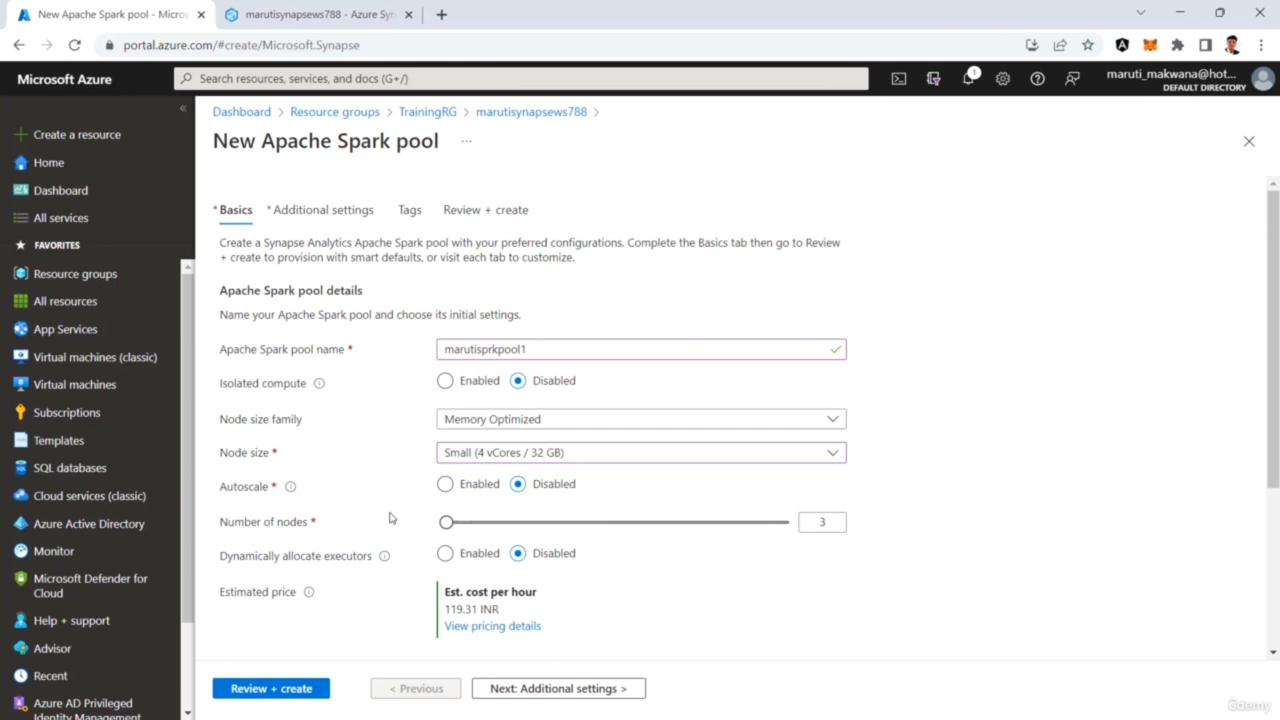 New Apache Spark pool - Micros
marutisynapsews788 - Azure Syn
portal.azure.com/#create/Microsoft.Synapse
Microsoft Azure
Search resources, services, and docs (G+/)
1
maruti_makwana@hot...
DEFAULT DIRECTORY
Create a resource
Home
Dashboard
All services
FAVORITES
Resource groups
All resources
App Services
Virtual machines (classic)
Virtual machines
Subscriptions
Templates
SQL databases
Cloud services (classic)
Azure Active Directory
Monitor
Microsoft Defender for
Cloud
Help + support
Advisor
Recent
Azure AD Privileged
Identity Management
Dashboard > Resource groups > TrainingRG > marutisynapsews788 >
New Apache Spark pool ...
* Basics * Additional settings Tags Review + create
Create a Synapse Analytics Apache Spark pool with your preferred configurations. Complete the Basics tab then go to Review
+ create to provision with smart defaults, or visit each tab to customize.
Apache Spark pool details
Name your Apache Spark pool and choose its initial settings.
Apache Spark pool name * marutisprkpool1
Isolated compute Enabled Disabled
Node size family Memory Optimized
Node size * Small (4 vCores / 32 GB)
Autoscale * Enabled Disabled
Number of nodes * 3
Dynamically allocate executors Enabled Disabled
Estimated price Est. cost per hour
119.31 INR
View pricing details
Review + create < Previous Next: Additional settings >
ûdemy